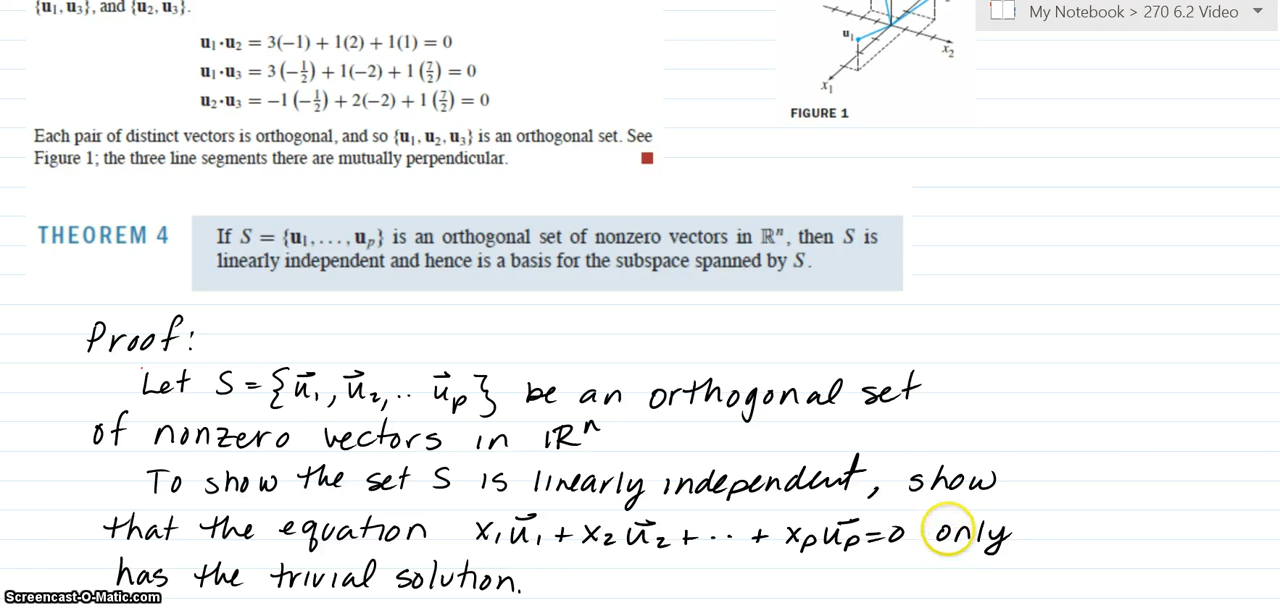 {u₁, u₃}, and {u₂, u₃}.
My Notebook > 270 6.2 Video
u₁·u₂ = 3(−1) + 1(2) + 1(1) = 0
u₁·u₃ = 3(−½) + 1(−2) + 1(7/2) = 0
u₂·u₃ = −1(−½) + 2(−2) + 1(7/2) = 0
u₁
x₂
x₁
FIGURE 1
Each pair of distinct vectors is orthogonal, and so {u₁, u₂, u₃} is an orthogonal set. See
Figure 1; the three line segments there are mutually perpendicular.
THEOREM 4
If S = {u₁, . . . , uₚ} is an orthogonal set of nonzero vectors in ℝⁿ, then S is
linearly independent and hence is a basis for the subspace spanned by S.
Proof:
Let S = {u⃗₁, u⃗₂, .. u⃗ₚ} be an orthogonal set
of nonzero vectors in ℝⁿ
To show the set S is linearly independent, show
that the equation x₁u⃗₁ + x₂u⃗₂ + ·· + xₚu⃗ₚ = 0 only
has the trivial solution.
Screencast-O-Matic.com